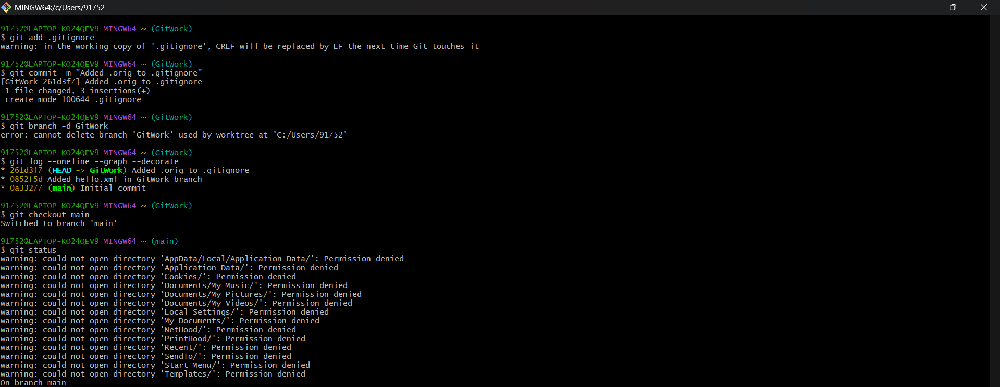 MINGW64:/c/Users/91752
91752@LAPTOP-KO24QEV9 MINGW64 ~ (GitWork)
$ git add .gitignore
warning: in the working copy of '.gitignore', CRLF will be replaced by LF the next time Git touches it
91752@LAPTOP-KO24QEV9 MINGW64 ~ (GitWork)
$ git commit -m "Added .orig to .gitignore"
[GitWork 261d3f7] Added .orig to .gitignore
 1 file changed, 3 insertions(+)
 create mode 100644 .gitignore
91752@LAPTOP-KO24QEV9 MINGW64 ~ (GitWork)
$ git branch -d GitWork
error: cannot delete branch 'GitWork' used by worktree at 'C:/Users/91752'
91752@LAPTOP-KO24QEV9 MINGW64 ~ (GitWork)
$ git log --oneline --graph --decorate
* 261d3f7 (HEAD -> GitWork) Added .orig to .gitignore
* 0852f5d Added hello.xml in GitWork branch
* 0a33277 (main) Initial commit
91752@LAPTOP-KO24QEV9 MINGW64 ~ (GitWork)
$ git checkout main
Switched to branch 'main'
91752@LAPTOP-KO24QEV9 MINGW64 ~ (main)
$ git status
warning: could not open directory 'AppData/Local/Application Data/': Permission denied
warning: could not open directory 'Application Data/': Permission denied
warning: could not open directory 'Cookies/': Permission denied
warning: could not open directory 'Documents/My Music/': Permission denied
warning: could not open directory 'Documents/My Pictures/': Permission denied
warning: could not open directory 'Documents/My Videos/': Permission denied
warning: could not open directory 'Local Settings/': Permission denied
warning: could not open directory 'My Documents/': Permission denied
warning: could not open directory 'NetHood/': Permission denied
warning: could not open directory 'PrintHood/': Permission denied
warning: could not open directory 'Recent/': Permission denied
warning: could not open directory 'SendTo/': Permission denied
warning: could not open directory 'Start Menu/': Permission denied
warning: could not open directory 'Templates/': Permission denied
On branch main